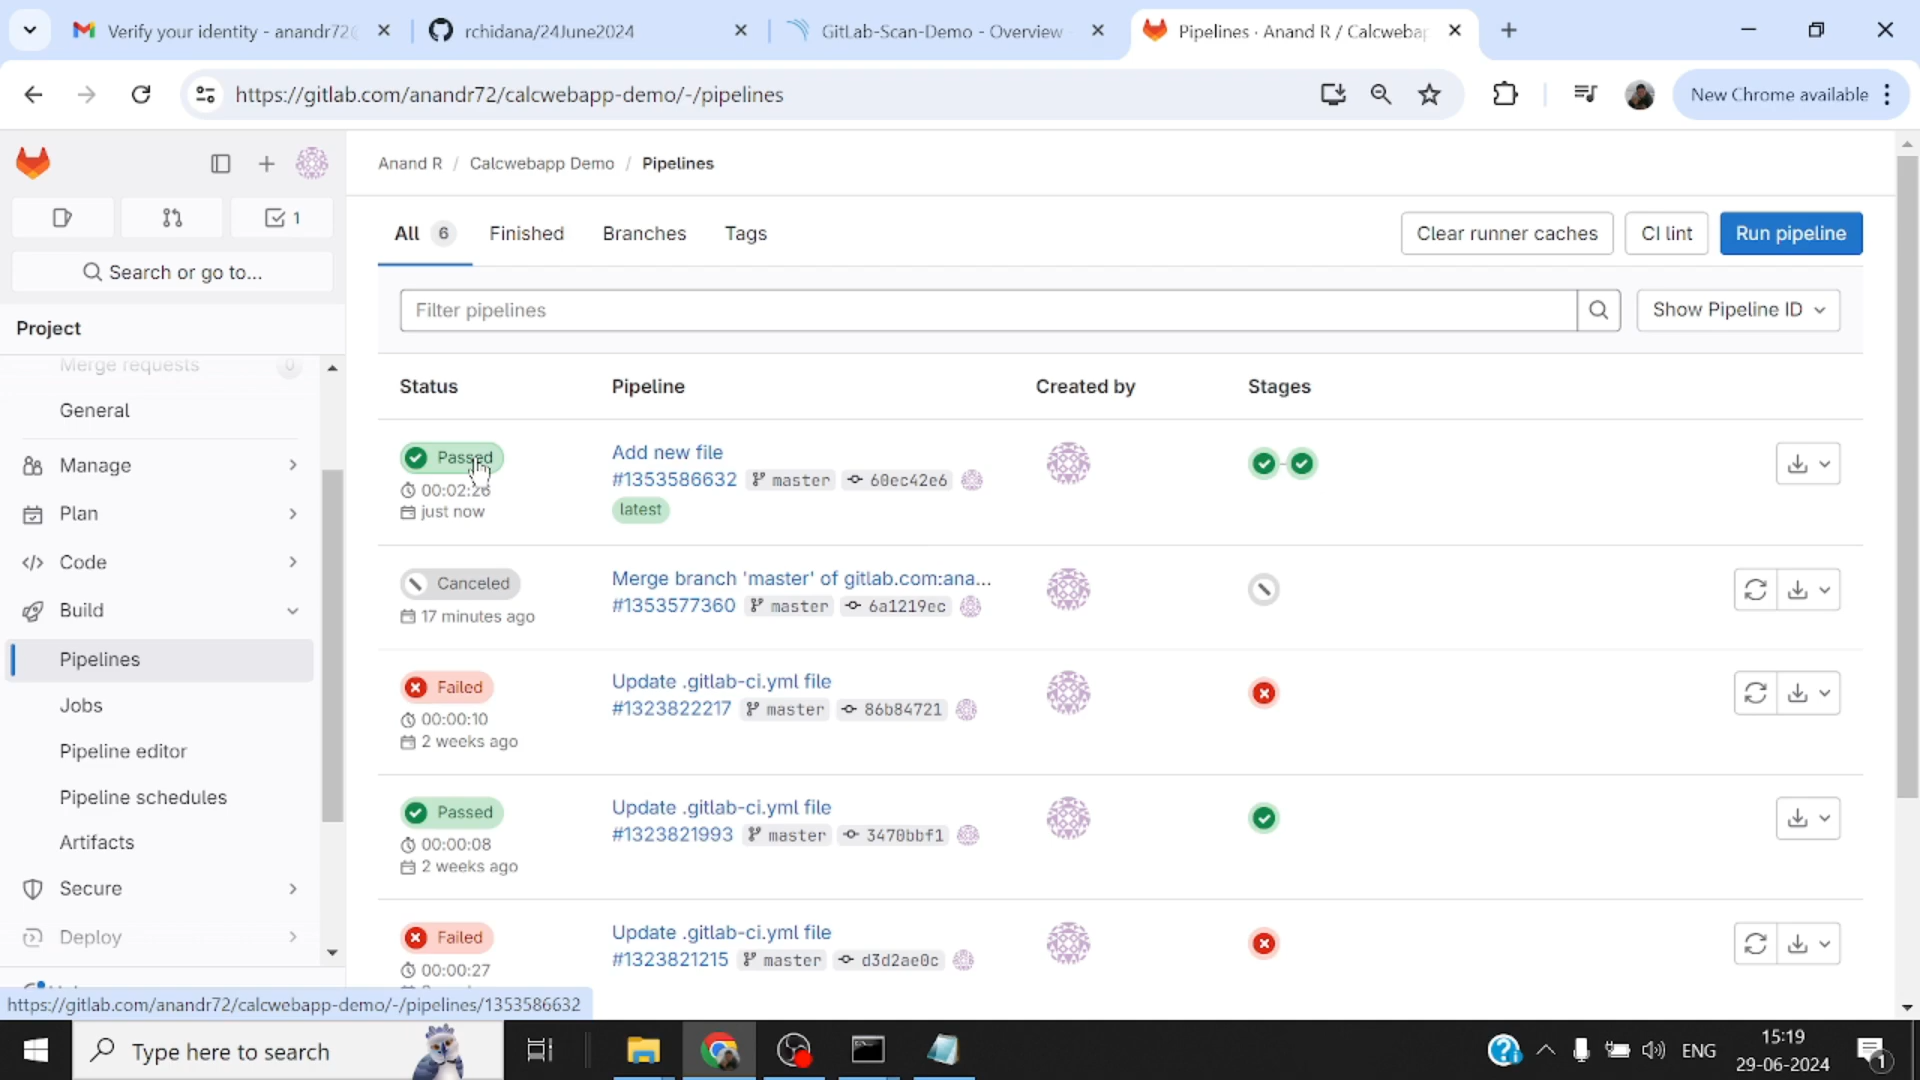 Verify your identity - anandr72@
rchidana/24June2024
GitLab-Scan-Demo - Overview
Pipelines · Anand R / Calcwebap
https://gitlab.com/anandr72/calcwebapp-demo/-/pipelines
New Chrome available
1
Search or go to...
Project
Merge requests 0
General
Manage
Plan
Code
Build
Pipelines
Jobs
Pipeline editor
Pipeline schedules
Artifacts
Secure
Deploy
Anand R / Calcwebapp Demo / Pipelines
All 6 Finished Branches Tags
Clear runner caches CI lint Run pipeline
Filter pipelines
Show Pipeline ID
Status Pipeline Created by Stages
Passed
00:02:26
just now
Add new file
#1353586632 master 60ec42e6
latest
Canceled
17 minutes ago
Merge branch 'master' of gitlab.com:ana...
#1353577360 master 6a1219ec
Failed
00:00:10
2 weeks ago
Update .gitlab-ci.yml file
#1323822217 master 86b84721
Passed
00:00:08
2 weeks ago
Update .gitlab-ci.yml file
#1323821993 master 3470bbf1
Failed
00:00:27
Update .gitlab-ci.yml file
#1323821215 master d3d2ae0c
https://gitlab.com/anandr72/calcwebapp-demo/-/pipelines/1353586632
Type here to search
ENG
15:19
29-06-2024
1